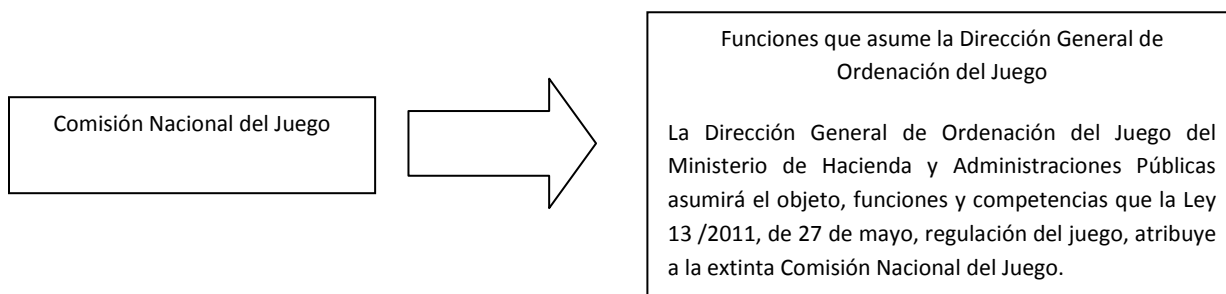 Comisión Nacional del Juego
Funciones que asume la Dirección General de
Ordenación del Juego
La Dirección General de Ordenación del Juego del
Ministerio de Hacienda y Administraciones Públicas
asumirá el objeto, funciones y competencias que la Ley
13 /2011, de 27 de mayo, regulación del juego, atribuye
a la extinta Comisión Nacional del Juego.